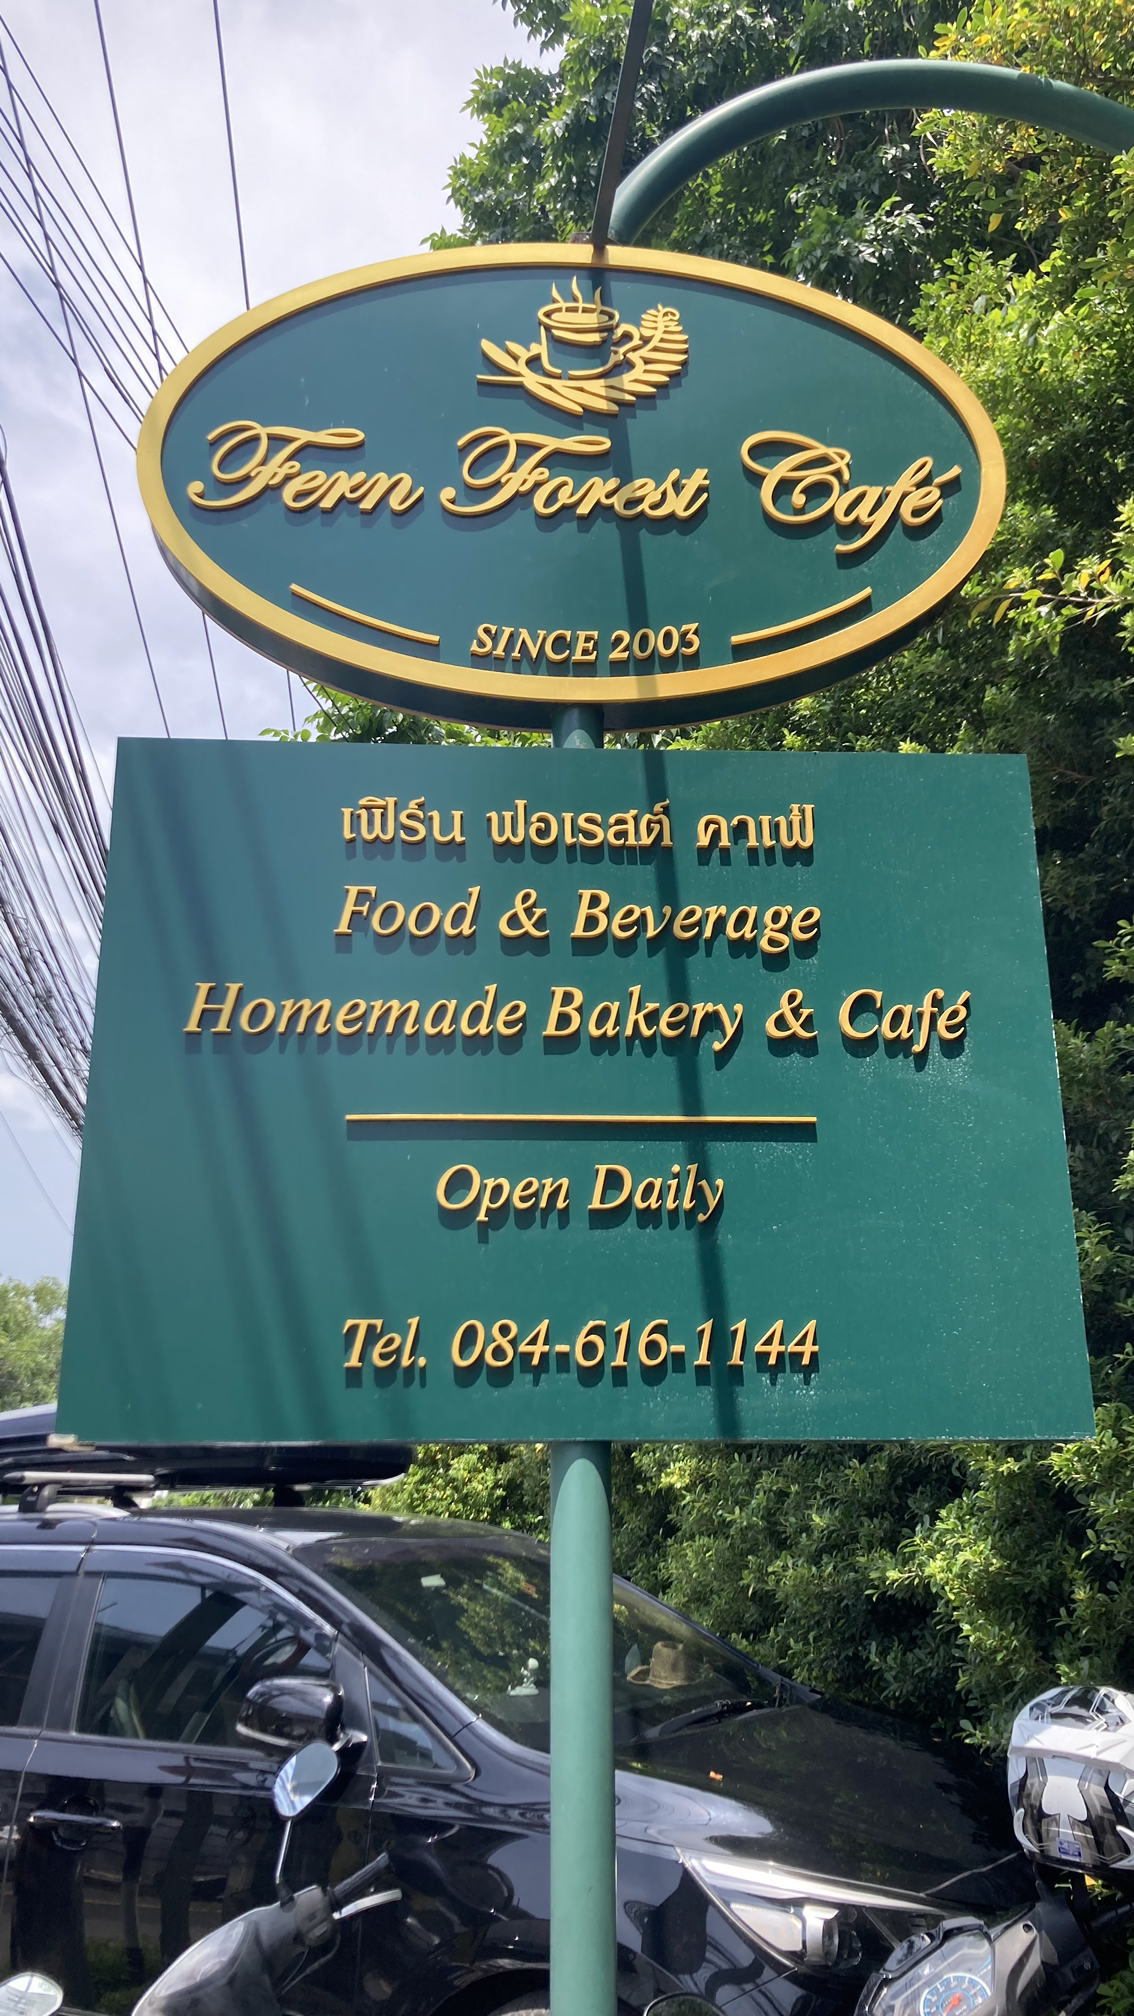 Fern Forest Café
SINCE 2003
เฟิร์น ฟอเรสต์ คาเฟ่
Food & Beverage
Homemade Bakery & Café
Open Daily
Tel. 084-616-1144